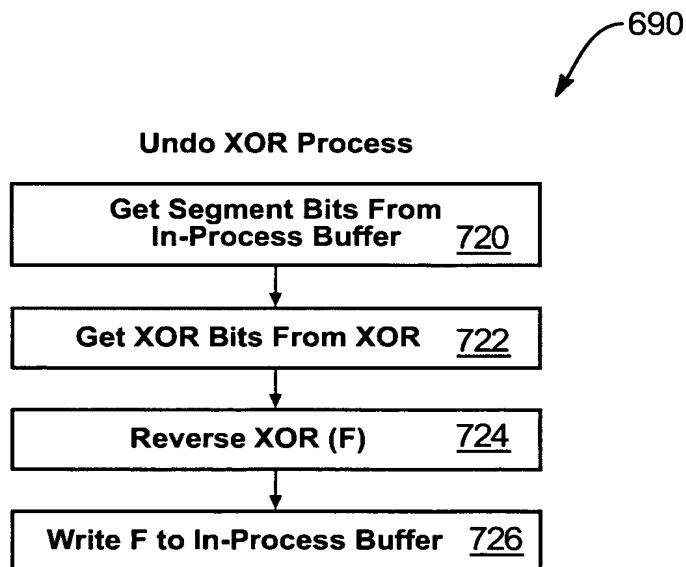 690
Undo XOR Process
Get Segment Bits From
In-Process Buffer 720
Get XOR Bits From XOR 722
Reverse XOR (F) 724
Write F to In-Process Buffer 726